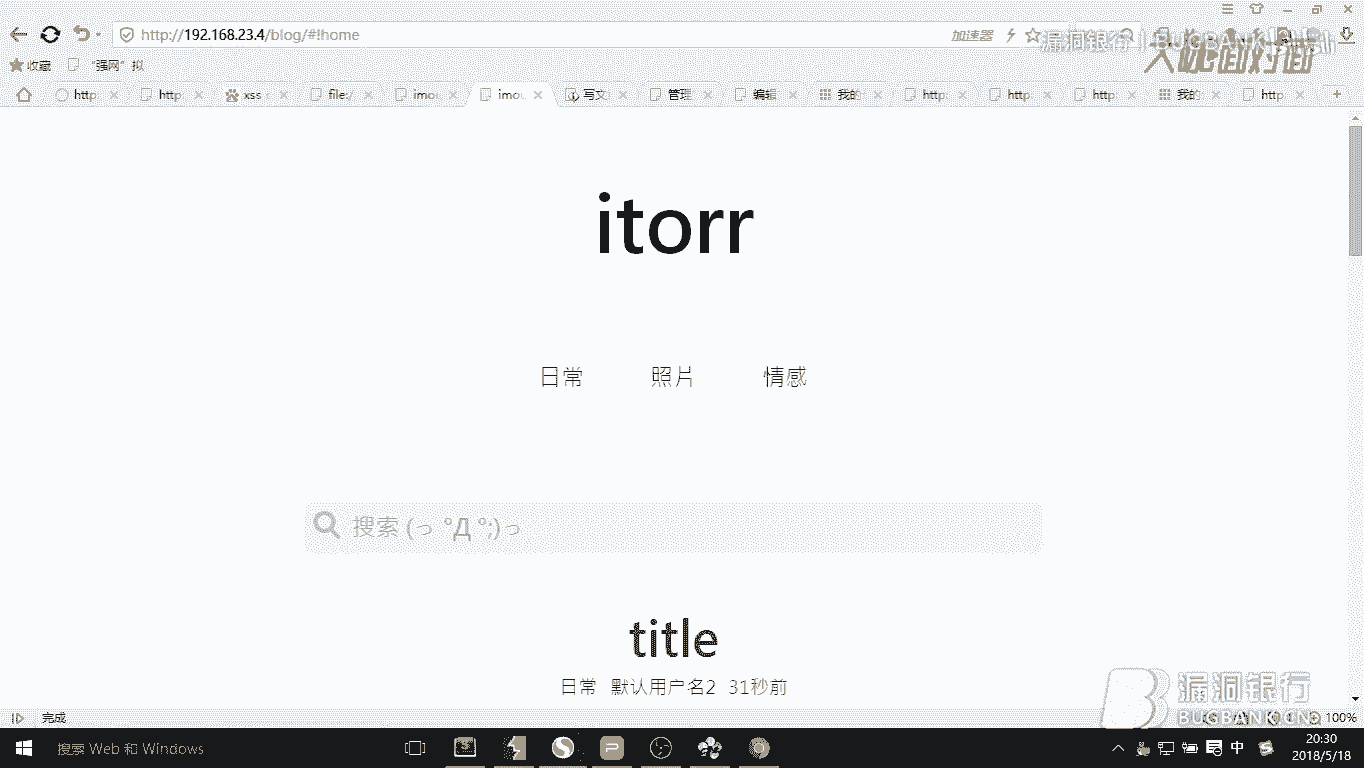 http://192.168.23.4/blog/#!home
加速器
漏洞银行 | BUGBANK
大咖面对面
收藏
“强网”拟
http
http
xss
file:/
imou
imou
写文
管理
编辑
我的
http
http
http
我的
http
itorr
日常 照片 情感
搜索 (っ °Д °;)っ
title
日常 默认用户名2 31秒前
漏洞银行
BUGBANK.CN
完成
100%
搜索 Web 和 Windows
中
20:30
2018/5/18